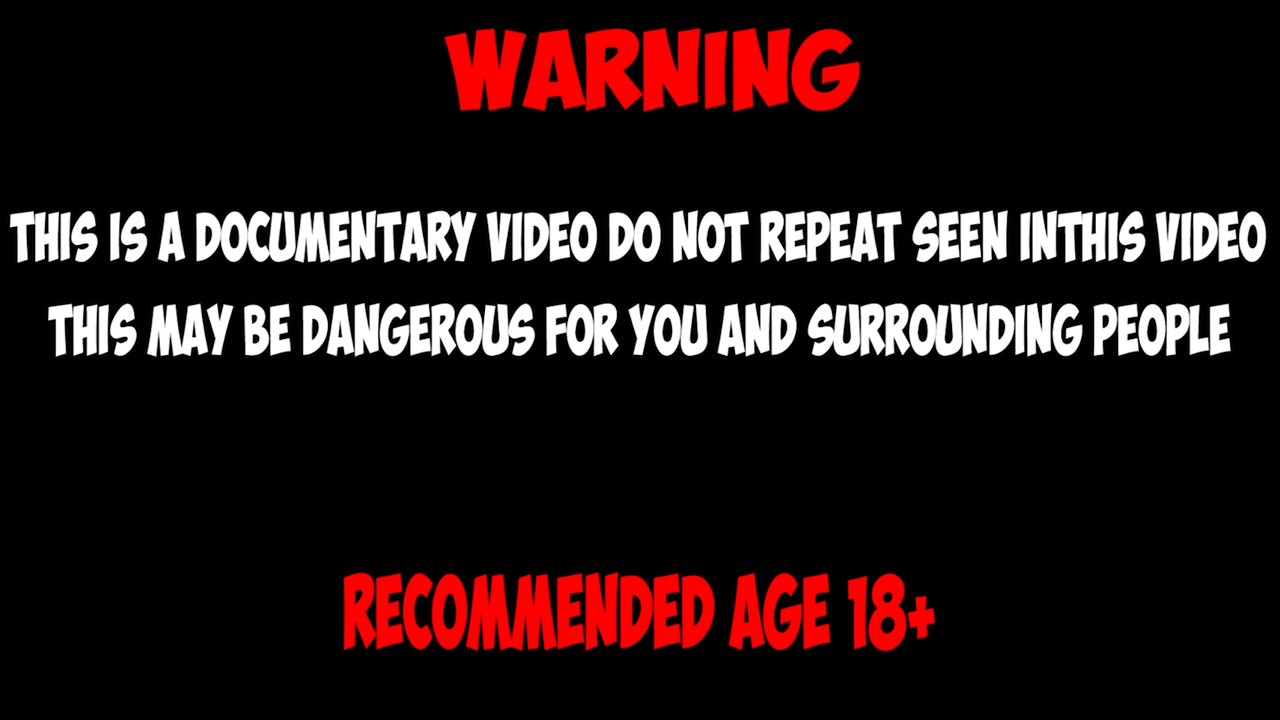 WARNING
THIS IS A DOCUMENTARY VIDEO DO NOT REPEAT SEEN INTHIS VIDEO
THIS MAY BE DANGEROUS FOR YOU AND SURROUNDING PEOPLE
RECOMMENDED AGE 18+